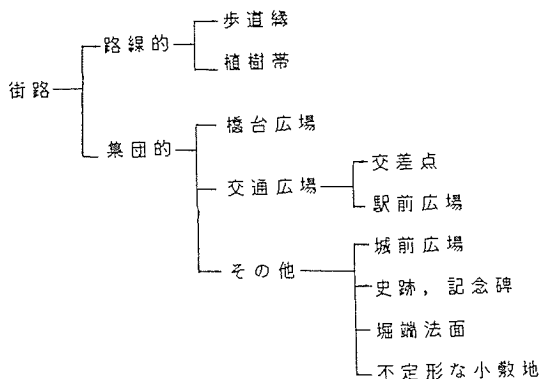 歩道縁
路線的
植樹帯
街路
橋台広場
集団的
交差点
交通広場
駅前広場
城前広場
その他
史跡，記念碑
堀端法面
不定形な小敷地